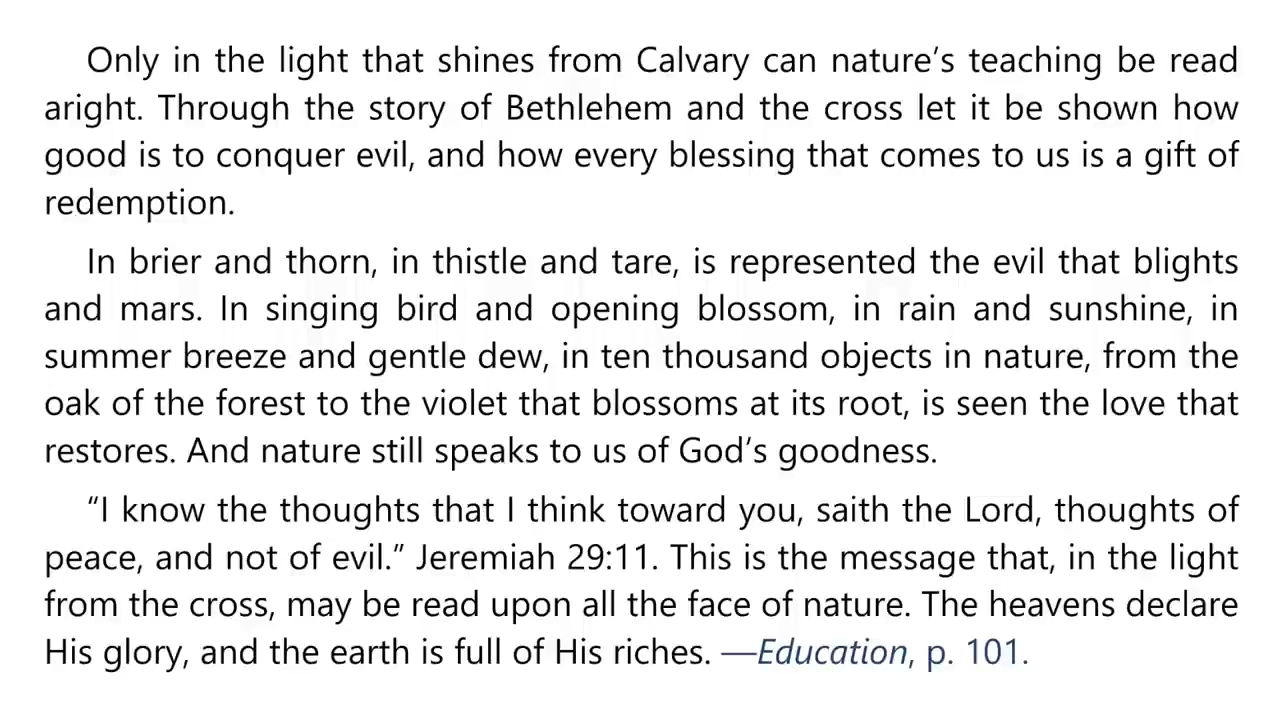 Only in the light that shines from Calvary can nature’s teaching be read
aright. Through the story of Bethlehem and the cross let it be shown how
good is to conquer evil, and how every blessing that comes to us is a gift of
redemption.
In brier and thorn, in thistle and tare, is represented the evil that blights
and mars. In singing bird and opening blossom, in rain and sunshine, in
summer breeze and gentle dew, in ten thousand objects in nature, from the
oak of the forest to the violet that blossoms at its root, is seen the love that
restores. And nature still speaks to us of God’s goodness.
“I know the thoughts that I think toward you, saith the Lord, thoughts of
peace, and not of evil.” Jeremiah 29:11. This is the message that, in the light
from the cross, may be read upon all the face of nature. The heavens declare
His glory, and the earth is full of His riches. —Education, p. 101.